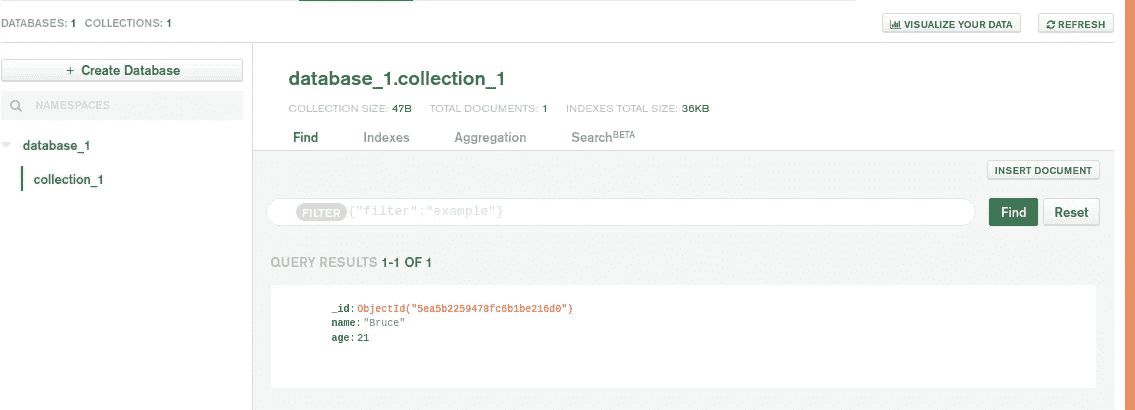 DATABASES: 1 COLLECTIONS: 1
VISUALIZE YOUR DATA
REFRESH
+ Create Database
NAMESPACES
database_1
collection_1
database_1.collection_1
COLLECTION SIZE: 47B TOTAL DOCUMENTS: 1 INDEXES TOTAL SIZE: 36KB
Find Indexes Aggregation Search BETA
INSERT DOCUMENT
FILTER {"filter":"example"}
Find
Reset
QUERY RESULTS 1-1 OF 1
_id: ObjectId("5ea5b2259478fc6b1be216d0")
name: "Bruce"
age: 21